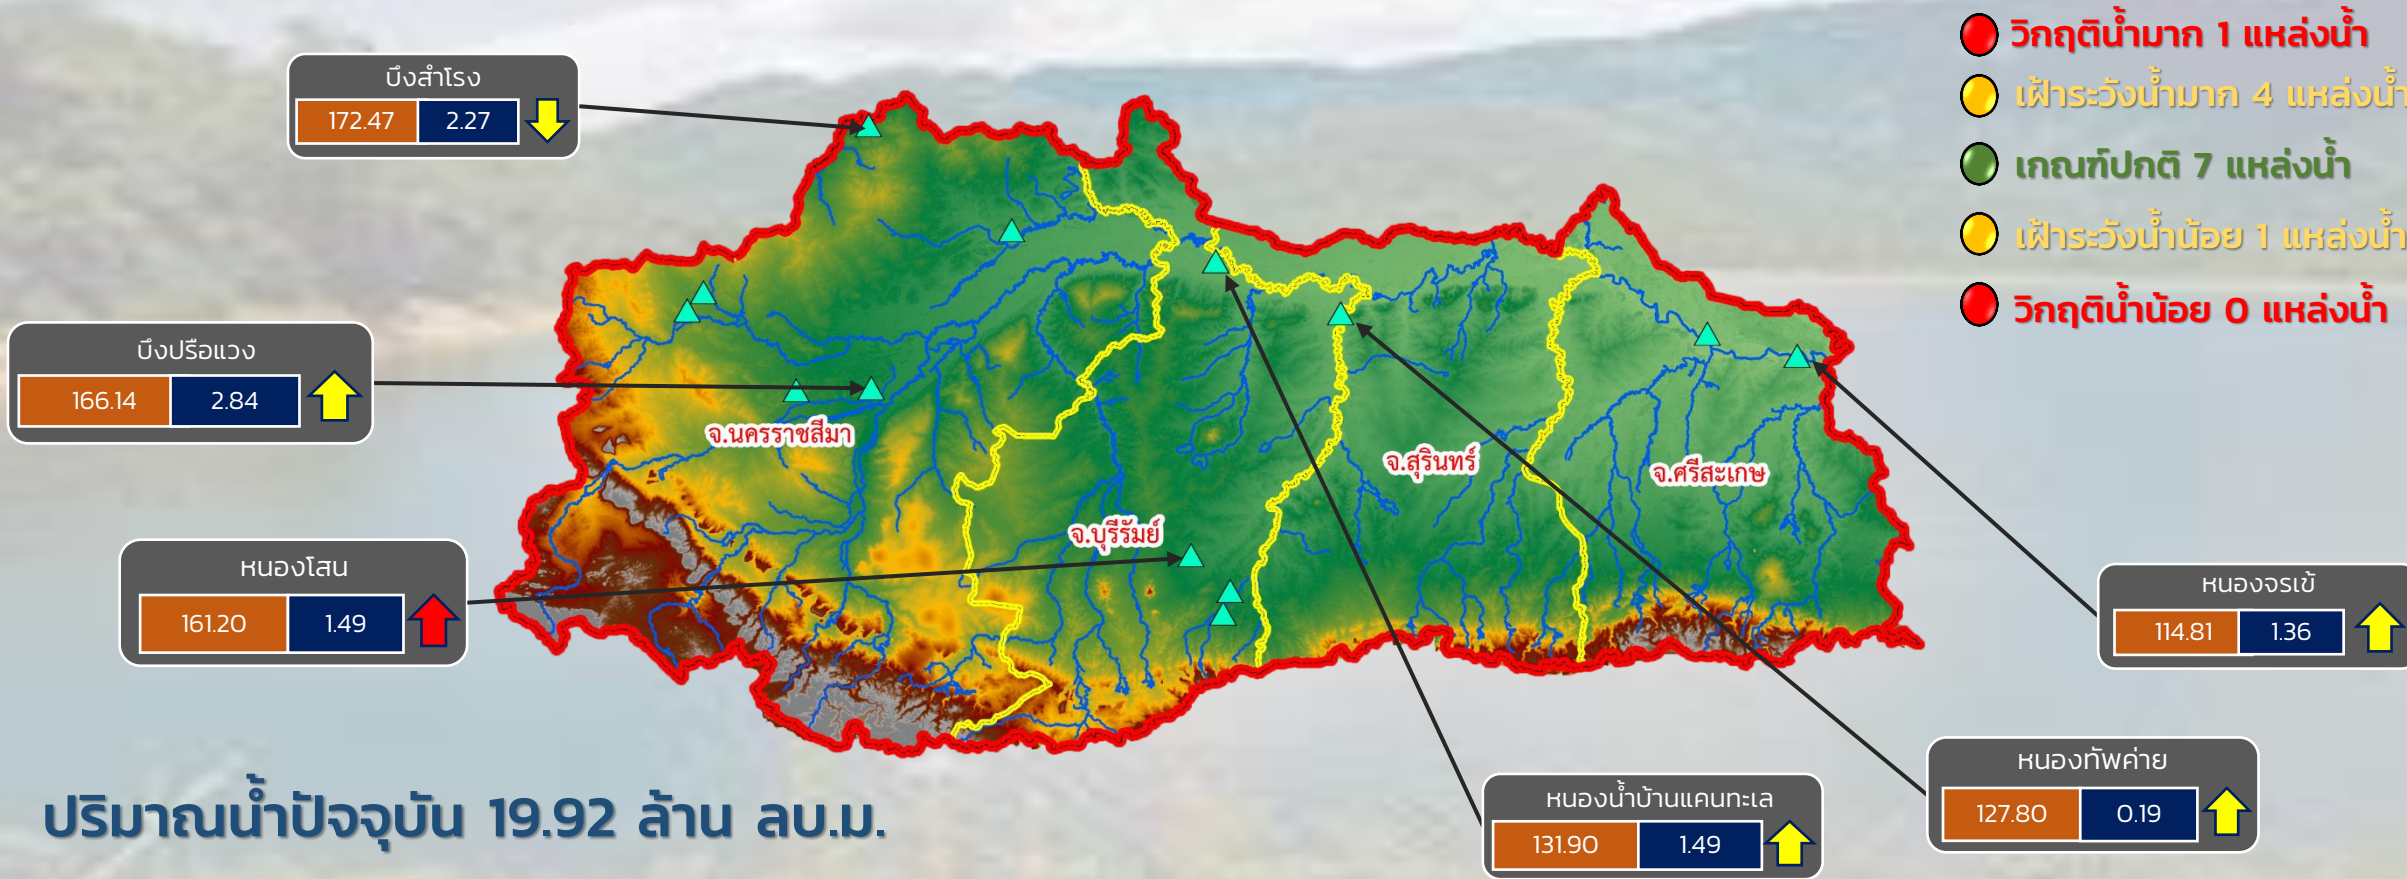 บึงสำโรง
172.47 2.27
บึงปรือแวง
166.14 2.84
หนองโสน
161.20 1.49
จ.นครราชสีมา
จ.บุรีรัมย์
จ.สุรินทร์
จ.ศรีสะเกษ
วิกฤติน้ำมาก 1 แหล่งน้ำ
เฝ้าระวังน้ำมาก 4 แหล่งน้ำ
เกณฑ์ปกติ 7 แหล่งน้ำ
เฝ้าระวังน้ำน้อย 1 แหล่งน้ำ
วิกฤติน้ำน้อย 0 แหล่งน้ำ
หนองจรเข้
114.81 1.36
หนองทัพค่าย
127.80 0.19
หนองน้ำบ้านแคนทะเล
131.90 1.49
ปริมาณน้ำปัจจุบัน 19.92 ล้าน ลบ.ม.